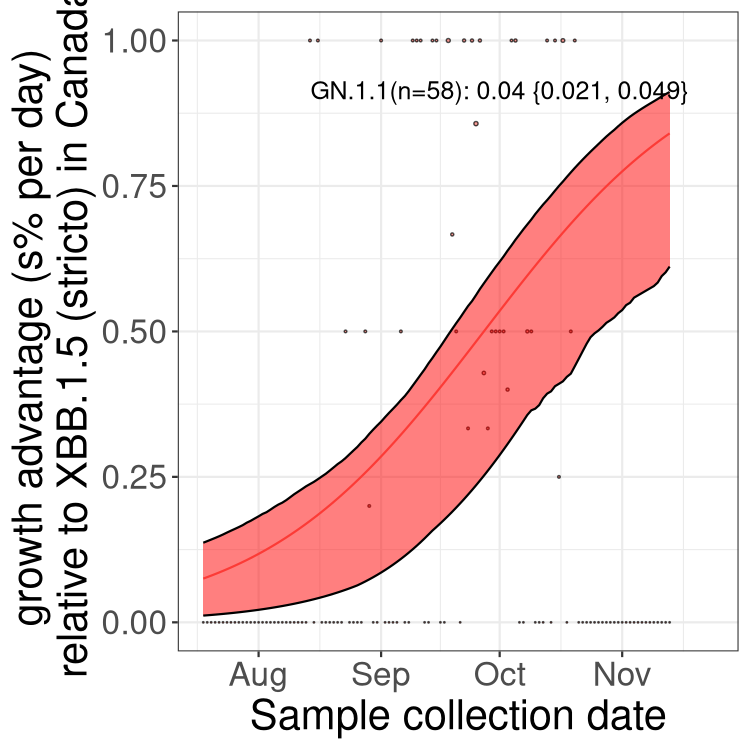 growth advantage (s% per day)
relative to XBB.1.5 (stricto) in Canada
1.00
0.75
0.50
0.25
0.00
GN.1.1(n=58): 0.04 {0.021, 0.049}
Aug Sep Oct Nov
Sample collection date